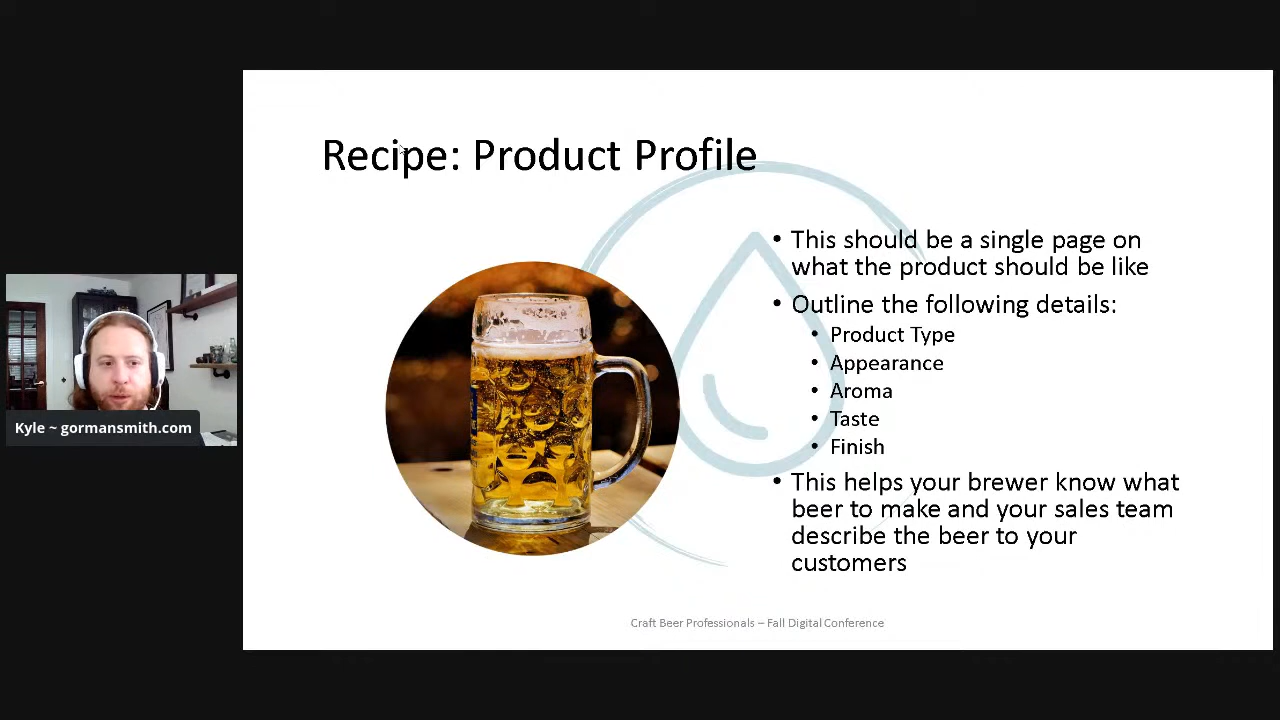 Recipe: Product Profile
• This should be a single page on
what the product should be like
• Outline the following details:
• Product Type
• Appearance
• Aroma
• Taste
• Finish
• This helps your brewer know what
beer to make and your sales team
describe the beer to your
customers
Kyle ~ gormansmith.com
Craft Beer Professionals – Fall Digital Conference